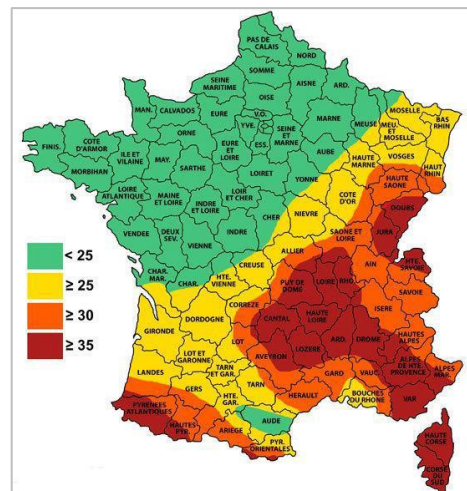 PAS DE
CALAIS
NORD
SOMME
SEINE
MARITIME
AISNE
ARD.
OISE
MAN.
CALVADOS
EURE
V.O.
YVE.
ESS.
SEINE
ET
MARNE
MARNE
MEUSE
MOSELLE
MEU.
ET
MOSELLE
BAS
RHIN
FINIS.
COTE
D'ARMOR
ORNE
ILE ET
VILAINE
MAY.
EURE
ET
LOIRE
AUBE
HAUTE
MARNE
VOSGES
HAUT
RHIN
MORBIHAN
SARTHE
LOIRET
YONNE
HAUTE
SAONE
LOIRE
ATLANTIQUE
MAINE
ET LOIRE
LOIR
ET CHER
COTE
D'OR
DOUBS
INDRE
ET LOIRE
CHER
NIEVRE
JURA
VENDEE
DEUX
SEV.
VIENNE
INDRE
SAONE ET
LOIRE
ALLIER
< 25
≥ 25
≥ 30
≥ 35
CHAR.
MAR.
CHAR.
HTE.
VIENNE
CREUSE
AIN
HTE.
SAVOIE
PUY DE
DOME
LOIRE
RHO.
SAVOIE
CORREZE
ISERE
GIRONDE
DORDOGNE
CANTAL
HAUTE
LOIRE
ARD.
DROME
HAUTES
ALPES
LOT
LOT ET
GARONNE
AVEYRON
LOZERE
ALPES
DE HTE.
PROVENCE
ALPES
MAR.
LANDES
TARN
ET GAR.
GARD
VAUC.
GERS
TARN
HERAULT
BOUCHES
DU RHONE
VAR
PYRENEES
ATLANTIQUES
HTE.
GAR.
HAUTES
PYR.
ARIEGE
AUDE
PYR.
ORIENTALES
HAUTE
CORSE
CORSE
DU
SUD